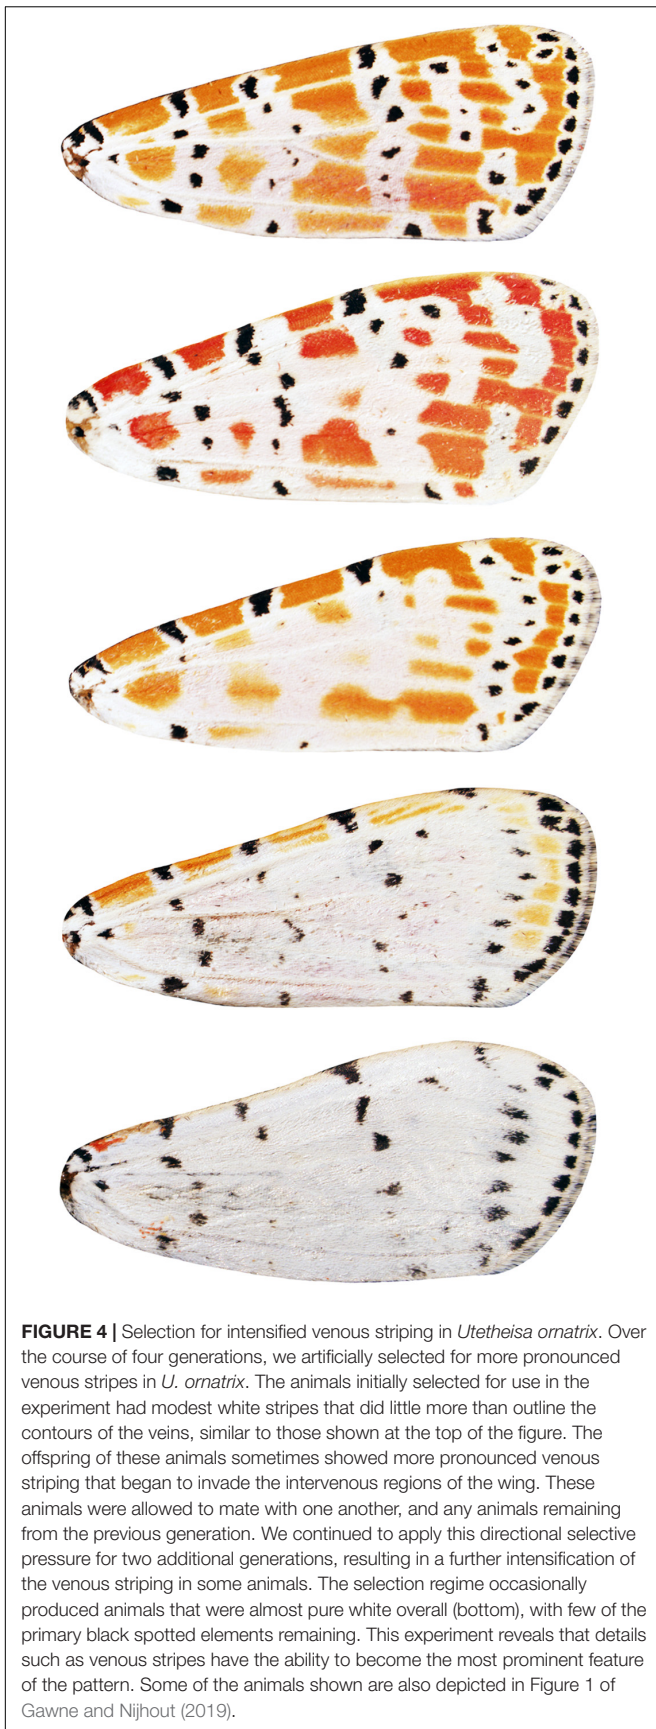 FIGURE 4 | Selection for intensified venous striping in Utetheisa ornatrix. Over
the course of four generations, we artificially selected for more pronounced
venous stripes in U. ornatrix. The animals initially selected for use in the
experiment had modest white stripes that did little more than outline the
contours of the veins, similar to those shown at the top of the figure. The
offspring of these animals sometimes showed more pronounced venous
striping that began to invade the intervenous regions of the wing. These
animals were allowed to mate with one another, and any animals remaining
from the previous generation. We continued to apply this directional selective
pressure for two additional generations, resulting in a further intensification of
the venous striping in some animals. The selection regime occasionally
produced animals that were almost pure white overall (bottom), with few of the
primary black spotted elements remaining. This experiment reveals that details
such as venous stripes have the ability to become the most prominent feature
of the pattern. Some of the animals shown are also depicted in Figure 1 of
Gawne and Nijhout (2019).